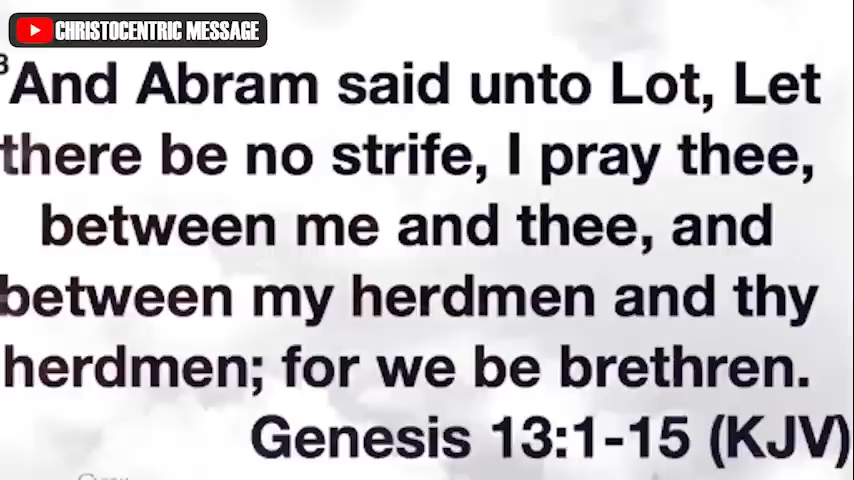 CHRISTOCENTRIC MESSAGE
And Abram said unto Lot, Let
there be no strife, I pray thee,
between me and thee, and
between my herdmen and thy
herdmen; for we be brethren.
Genesis 13:1-15 (KJV)